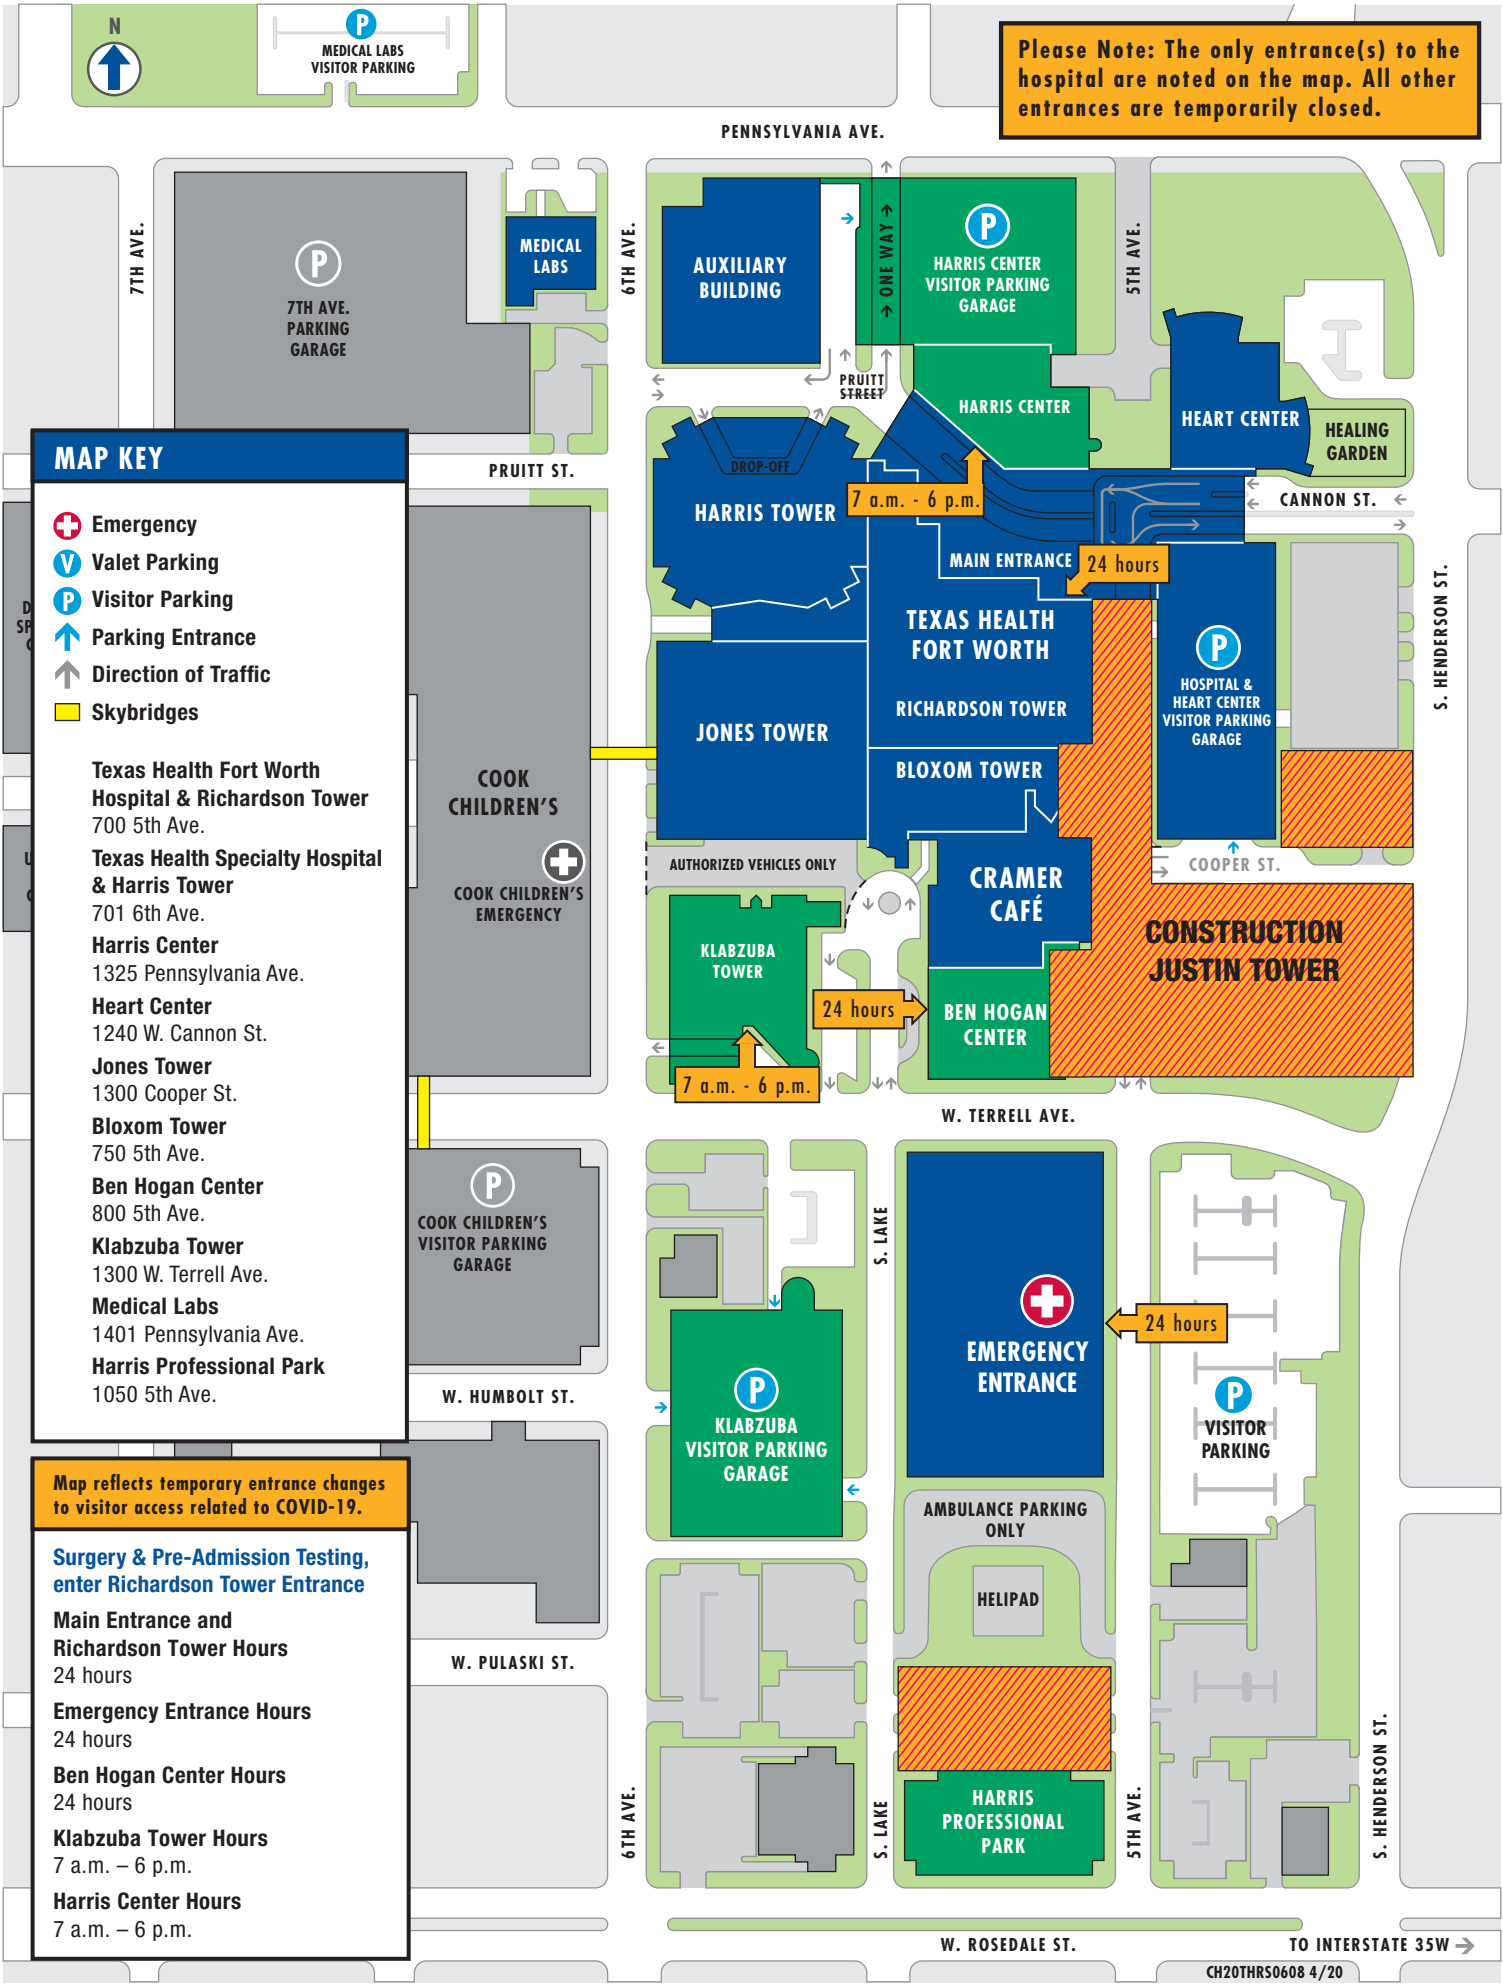 N
P
MEDICAL LABS
VISITOR PARKING
Please Note: The only entrance(s) to the
hospital are noted on the map. All other
entrances are temporarily closed.
PENNSYLVANIA AVE.
7TH AVE.
P
7TH AVE.
PARKING
GARAGE
MEDICAL
LABS
6TH AVE.
AUXILIARY
BUILDING
ONE WAY
P
HARRIS CENTER
VISITOR PARKING
GARAGE
5TH AVE.
PRUITT
STREET
HARRIS CENTER
HEART CENTER
HEALING
GARDEN
PRUITT ST.
DROP-OFF
HARRIS TOWER
7 a.m. - 6 p.m.
CANNON ST.
MAIN ENTRANCE
24 hours
TEXAS HEALTH
FORT WORTH
RICHARDSON TOWER
P
HOSPITAL &
HEART CENTER
VISITOR PARKING
GARAGE
S. HENDERSON ST.
JONES TOWER
BLOXOM TOWER
COOK
CHILDREN'S
COOK CHILDREN'S
EMERGENCY
AUTHORIZED VEHICLES ONLY
CRAMER
CAFÉ
COOPER ST.
CONSTRUCTION
JUSTIN TOWER
KLABZUBA
TOWER
24 hours
BEN HOGAN
CENTER
7 a.m. - 6 p.m.
W. TERRELL AVE.
P
COOK CHILDREN'S
VISITOR PARKING
GARAGE
S. LAKE
EMERGENCY
ENTRANCE
24 hours
P
VISITOR
PARKING
W. HUMBOLT ST.
P
KLABZUBA
VISITOR PARKING
GARAGE
AMBULANCE PARKING
ONLY
HELIPAD
W. PULASKI ST.
6TH AVE.
S. LAKE
HARRIS
PROFESSIONAL
PARK
5TH AVE.
S. HENDERSON ST.
W. ROSEDALE ST.
TO INTERSTATE 35W
CH20THRS0608 4/20
MAP KEY
Emergency
V Valet Parking
P Visitor Parking
Parking Entrance
Direction of Traffic
Skybridges
Texas Health Fort Worth
Hospital & Richardson Tower
700 5th Ave.
Texas Health Specialty Hospital
& Harris Tower
701 6th Ave.
Harris Center
1325 Pennsylvania Ave.
Heart Center
1240 W. Cannon St.
Jones Tower
1300 Cooper St.
Bloxom Tower
750 5th Ave.
Ben Hogan Center
800 5th Ave.
Klabzuba Tower
1300 W. Terrell Ave.
Medical Labs
1401 Pennsylvania Ave.
Harris Professional Park
1050 5th Ave.
Map reflects temporary entrance changes
to visitor access related to COVID-19.
Surgery & Pre-Admission Testing,
enter Richardson Tower Entrance
Main Entrance and
Richardson Tower Hours
24 hours
Emergency Entrance Hours
24 hours
Ben Hogan Center Hours
24 hours
Klabzuba Tower Hours
7 a.m. – 6 p.m.
Harris Center Hours
7 a.m. – 6 p.m.